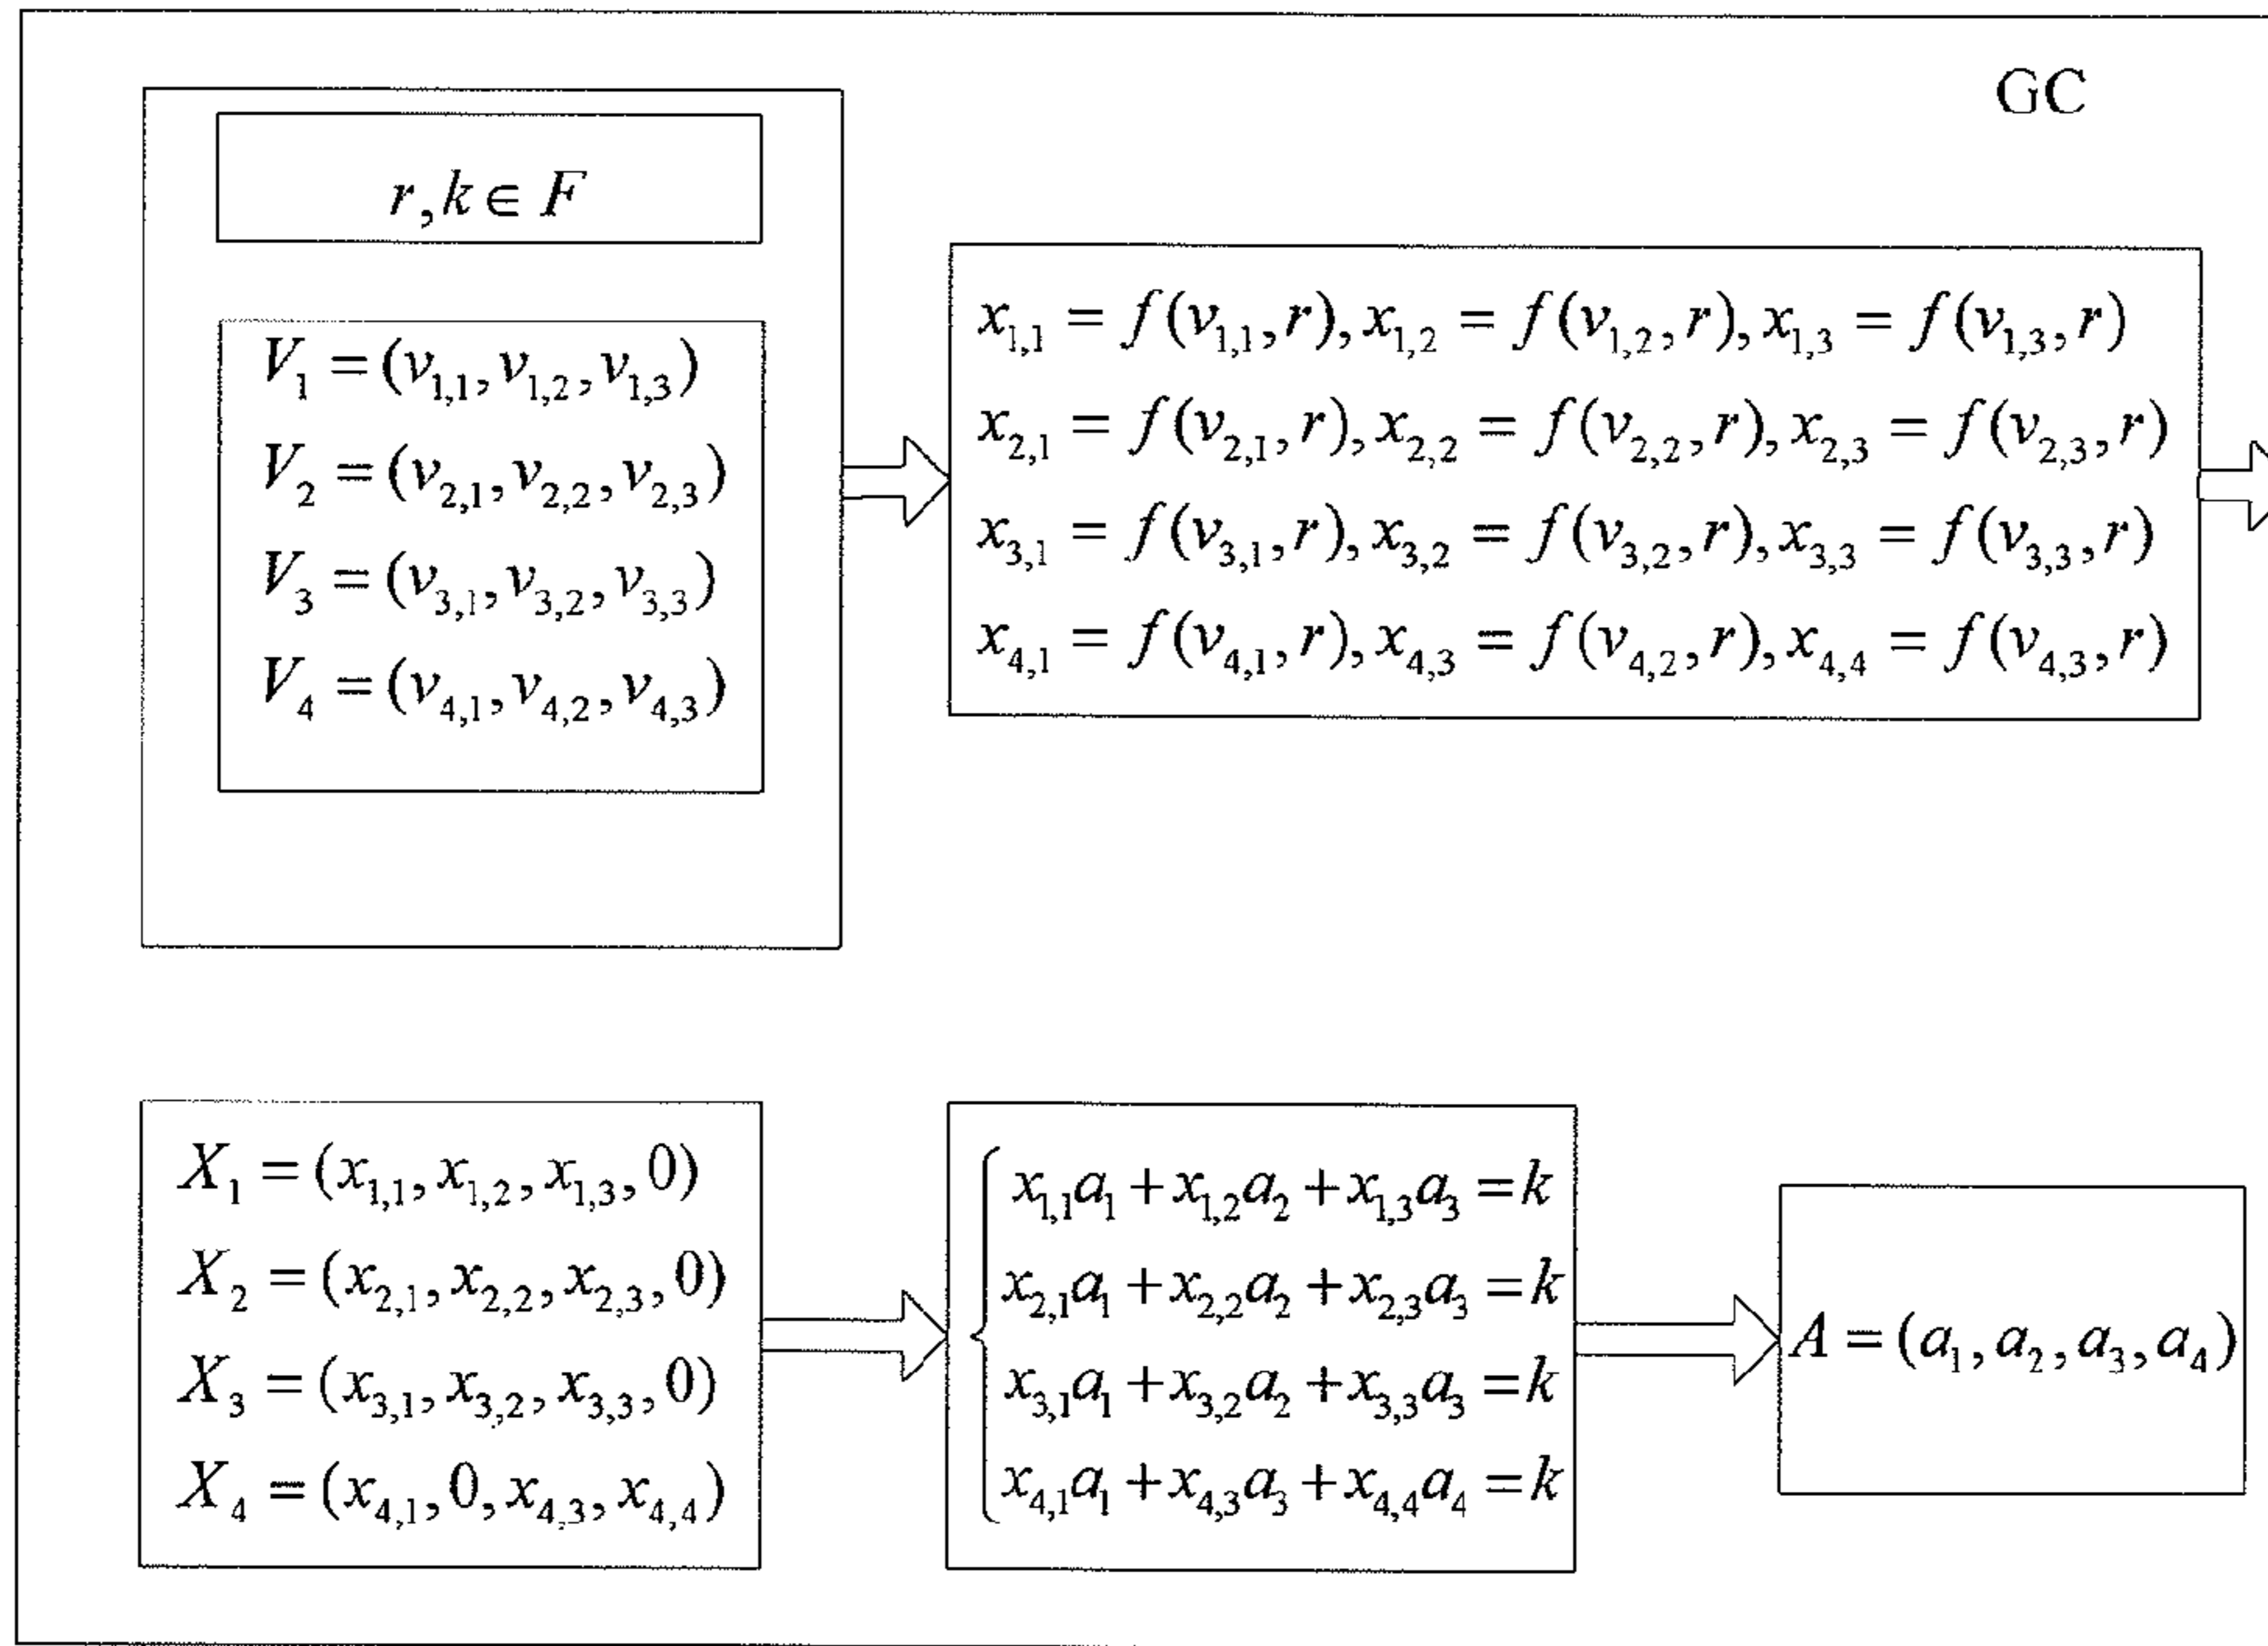 GC
r,k ∈ F
V₁ = (v₁,₁, v₁,₂, v₁,₃)
V₂ = (v₂,₁, v₂,₂, v₂,₃)
V₃ = (v₃,₁, v₃,₂, v₃,₃)
V₄ = (v₄,₁, v₄,₂, v₄,₃)
x₁,₁ = f(v₁,₁, r), x₁,₂ = f(v₁,₂, r), x₁,₃ = f(v₁,₃, r)
x₂,₁ = f(v₂,₁, r), x₂,₂ = f(v₂,₂, r), x₂,₃ = f(v₂,₃, r)
x₃,₁ = f(v₃,₁, r), x₃,₂ = f(v₃,₂, r), x₃,₃ = f(v₃,₃, r)
x₄,₁ = f(v₄,₁, r), x₄,₃ = f(v₄,₂, r), x₄,₄ = f(v₄,₃, r)
X₁ = (x₁,₁, x₁,₂, x₁,₃, 0)
X₂ = (x₂,₁, x₂,₂, x₂,₃, 0)
X₃ = (x₃,₁, x₃,₂, x₃,₃, 0)
X₄ = (x₄,₁, 0, x₄,₃, x₄,₄)
x₁,₁a₁ + x₁,₂a₂ + x₁,₃a₃ = k
x₂,₁a₁ + x₂,₂a₂ + x₂,₃a₃ = k
x₃,₁a₁ + x₃,₂a₂ + x₃,₃a₃ = k
x₄,₁a₁ + x₄,₃a₃ + x₄,₄a₄ = k
A = (a₁, a₂, a₃, a₄)